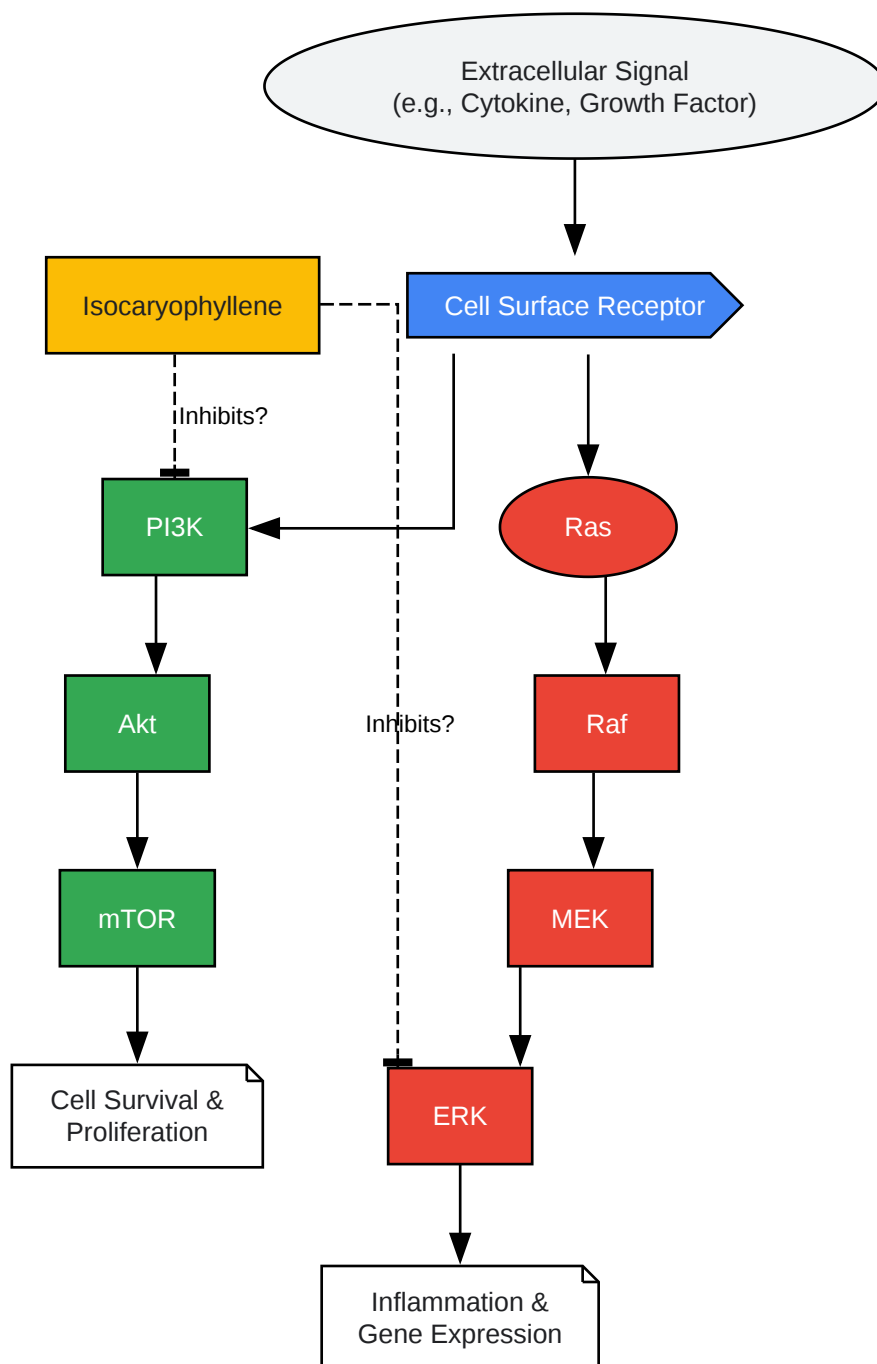 Extracellular Signal
(e.g., Cytokine, Growth Factor)
Isocaryophyllene
Cell Surface Receptor
Inhibits?
PI3K
Ras
Akt
Inhibits?
Raf
mTOR
MEK
Cell Survival &
Proliferation
ERK
Inflammation &
Gene Expression